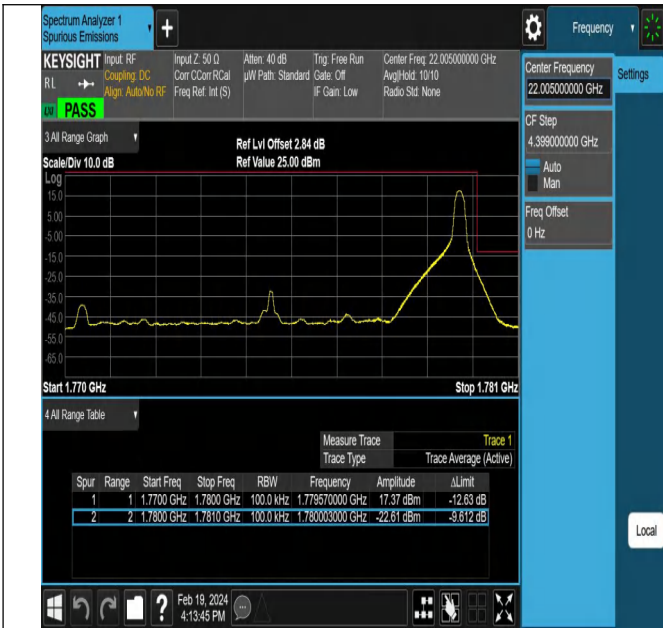 Spectrum Analyzer 1
Spurious Emissions
Frequency
KEYSIGHT
RL
LXI
PASS
Input: RF
Coupling: DC
Align: Auto/No RF
Input Z: 50 Ω
Corr CCorr RCal
Freq Ref: Int (S)
Atten: 40 dB
µW Path: Standard
Trig: Free Run
Gate: Off
IF Gain: Low
Center Freq: 22.005000000 GHz
Avg|Hold: 10/10
Radio Std: None
Center Frequency
22.005000000 GHz
Settings
CF Step
4.399000000 GHz
Auto
Man
Freq Offset
0 Hz
3 All Range Graph
Scale/Div 10.0 dB
Ref Lvl Offset 2.84 dB
Ref Value 25.00 dBm
Log
15.0
5.00
-5.00
-15.0
-25.0
-35.0
-45.0
-55.0
-65.0
Start 1.770 GHz
Stop 1.781 GHz
4 All Range Table
Measure Trace Trace 1
Trace Type Trace Average (Active)
Spur Range Start Freq Stop Freq RBW Frequency Amplitude ΔLimit
1 1 1.7700 GHz 1.7800 GHz 100.0 kHz 1.779570000 GHz 17.37 dBm -12.63 dB
2 2 1.7800 GHz 1.7810 GHz 100.0 kHz 1.780003000 GHz -22.61 dBm -9.612 dB
Local
?
Feb 19, 2024
4:13:45 PM